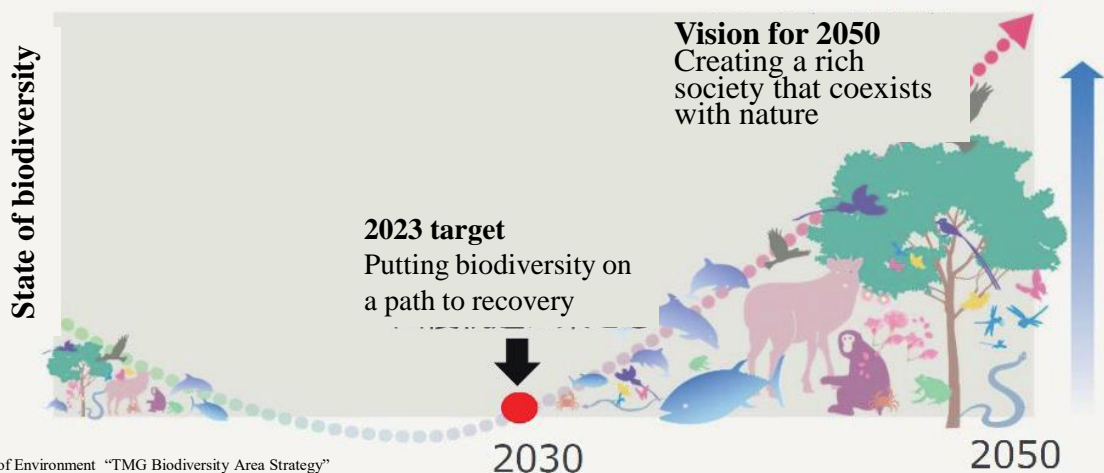 State of biodiversity
Vision for 2050
Creating a rich
society that coexists
with nature
2023 target
Putting biodiversity on
a path to recovery
2030
2050
of Environment “TMG Biodiversity Area Strategy”